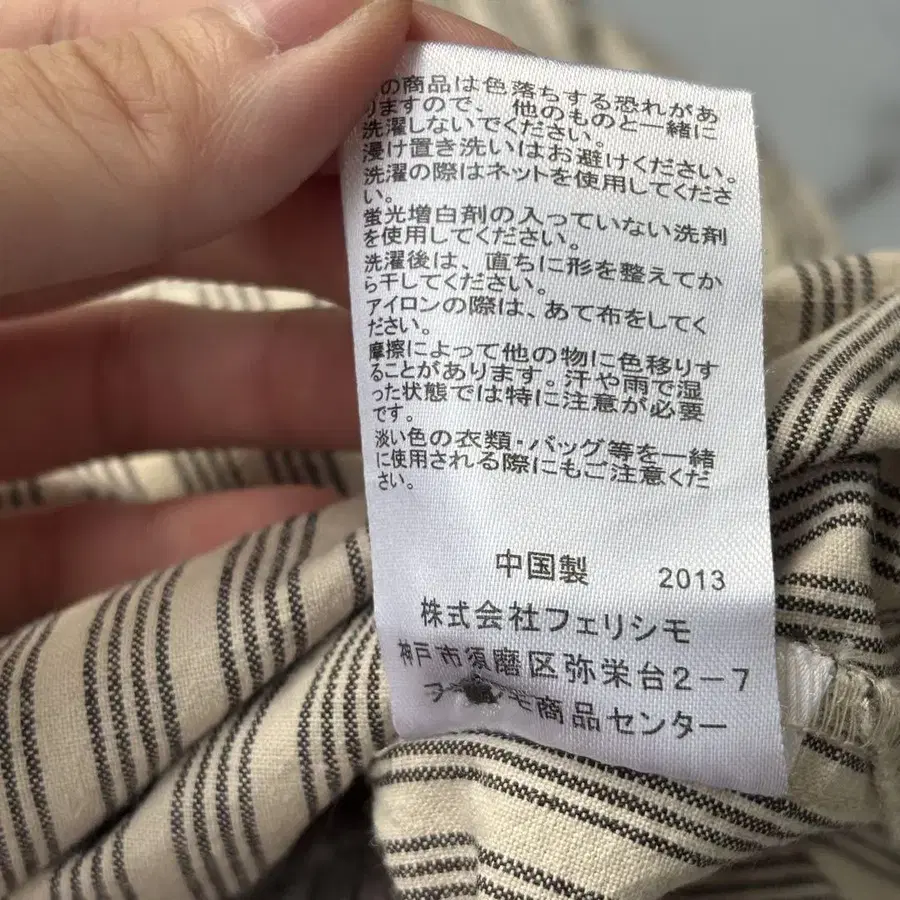 の商品は色落ちする恐れがあ
りますので、他のものと一緒に
洗濯しないでください。
浸け置き洗いはお避けください。
洗濯の際はネットを使用してくださ
い。
蛍光増白剤の入っていない洗剤
を使用してください。
洗濯後は、直ちに形を整えてか
ら干してください。
アイロンの際は、あて布をしてく
ださい。
摩擦によって他の物に色移りす
ることがあります。汗や雨で湿
った状態では特に注意が必要
です。
淡い色の衣類・バッグ等を一緒
に使用される際にもご注意くだ
さい。
中国製 2013
株式会社フェリシモ
神戸市須磨区弥栄台2-7
モ商品センター